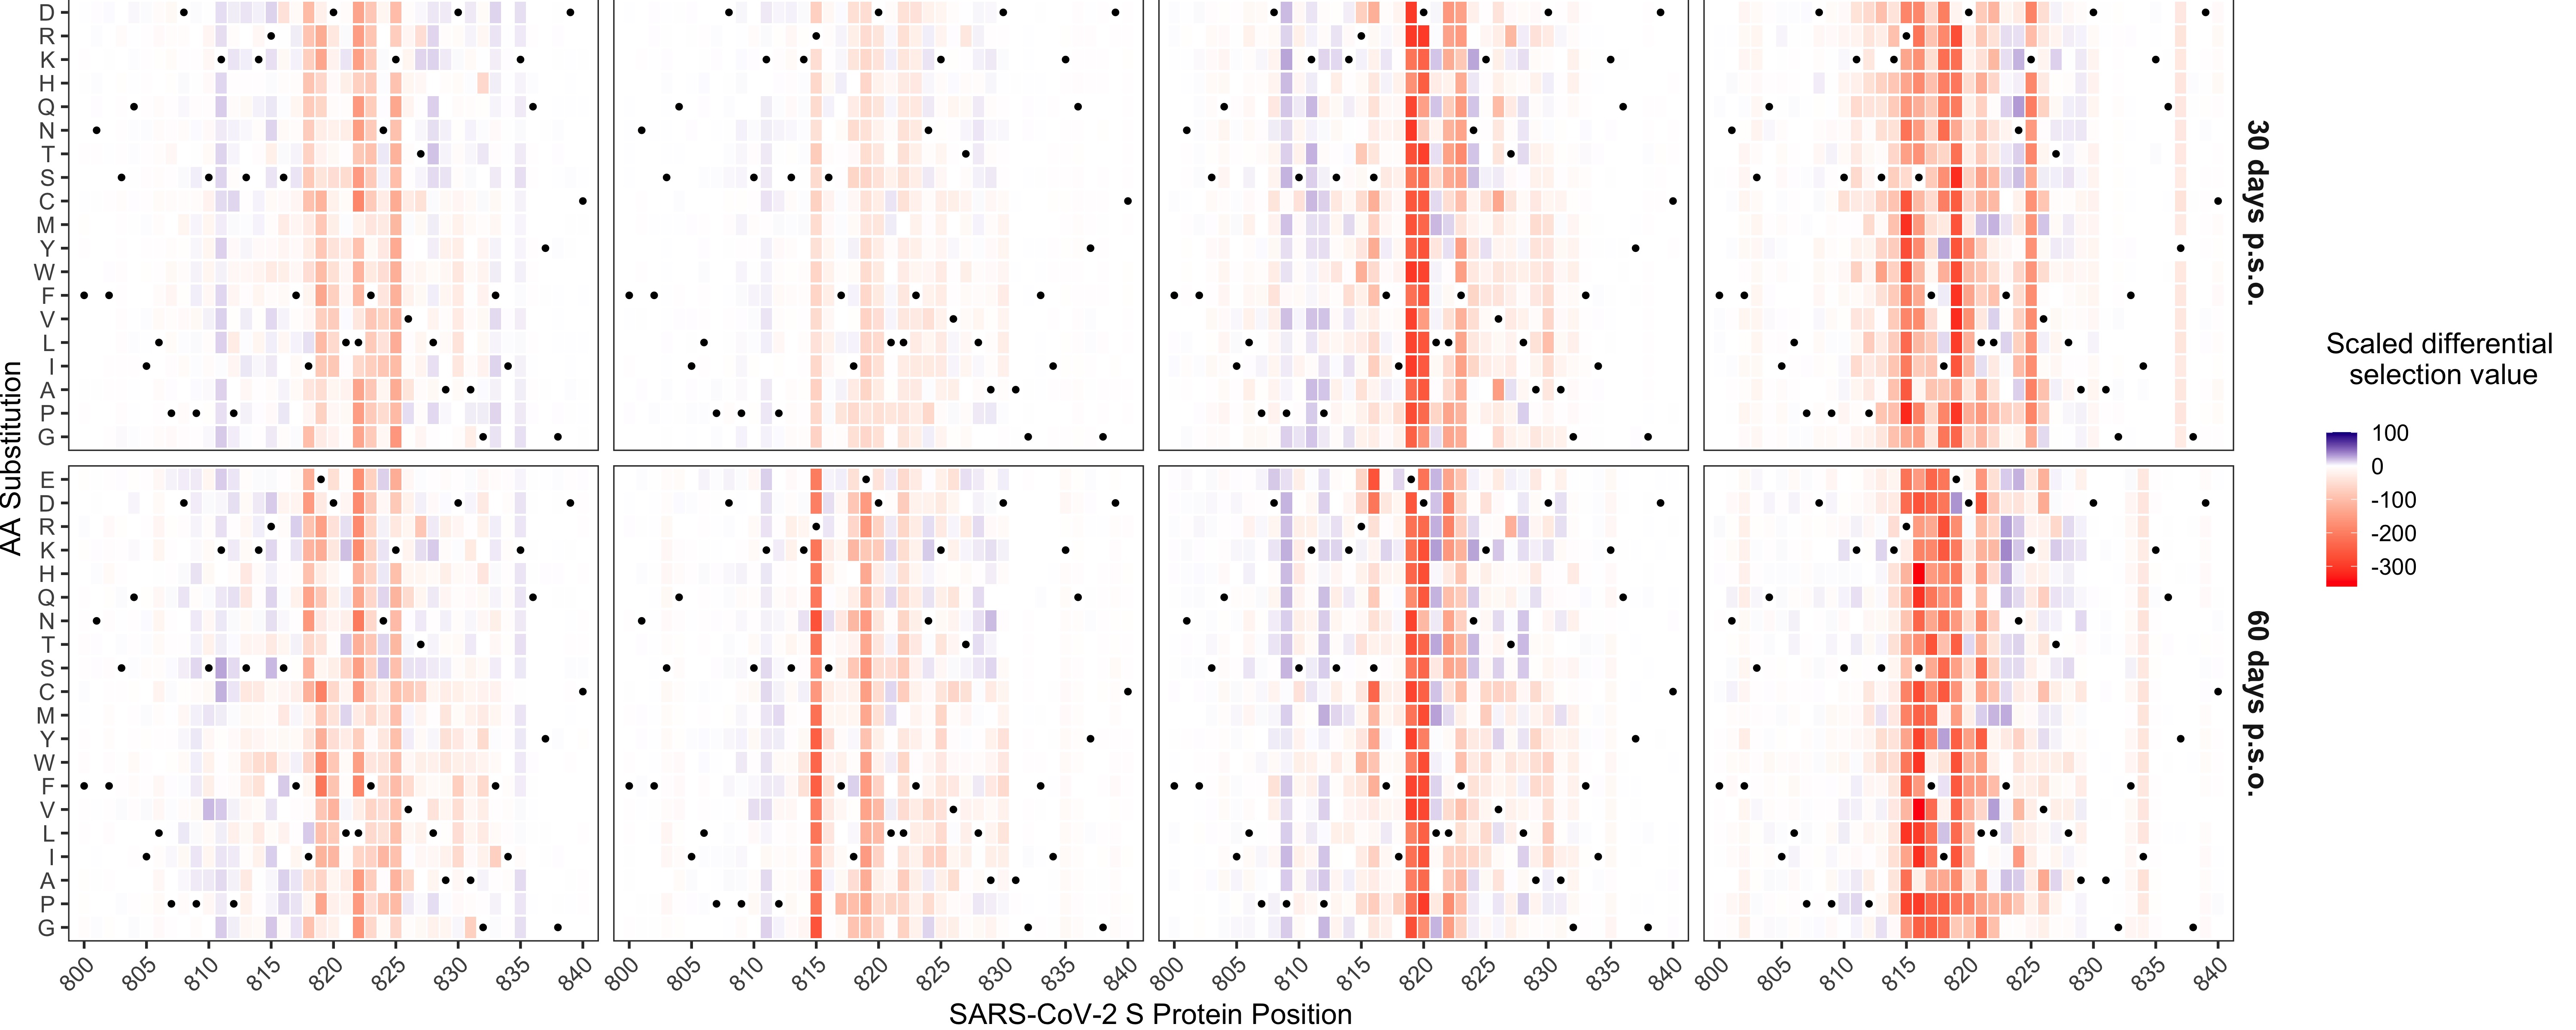 D
R
K
H
Q
N
T
S
C
M
Y
W
F
V
L
I
A
P
G
30 days p.s.o.
AA Substitution
Scaled differential
selection value
100
0
-100
-200
-300
E
D
R
K
H
Q
N
T
S
C
M
Y
W
F
V
L
I
A
P
G
60 days p.s.o.
800 805 810 815 820 825 830 835 840 800 805 810 815 820 825 830 835 840 800 805 810 815 820 825 830 835 840 800 805 810 815 820 825 830 835 840
SARS-CoV-2 S Protein Position